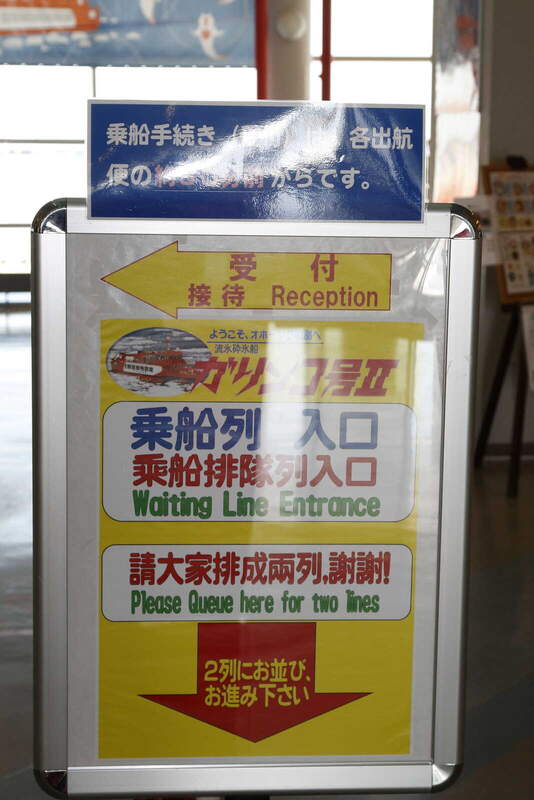 乗船手続き 各出航
便の からです。
受付
接待 Reception
ようこそ、オホーツク へ
流氷砕氷船
ガリンコ号Ⅱ
乗船列 入口
乗船排隊列入口
Waiting Line Entrance
請大家排成兩列,謝謝!
Please Queue here for two lines
2列にお並び、
お進み下さい